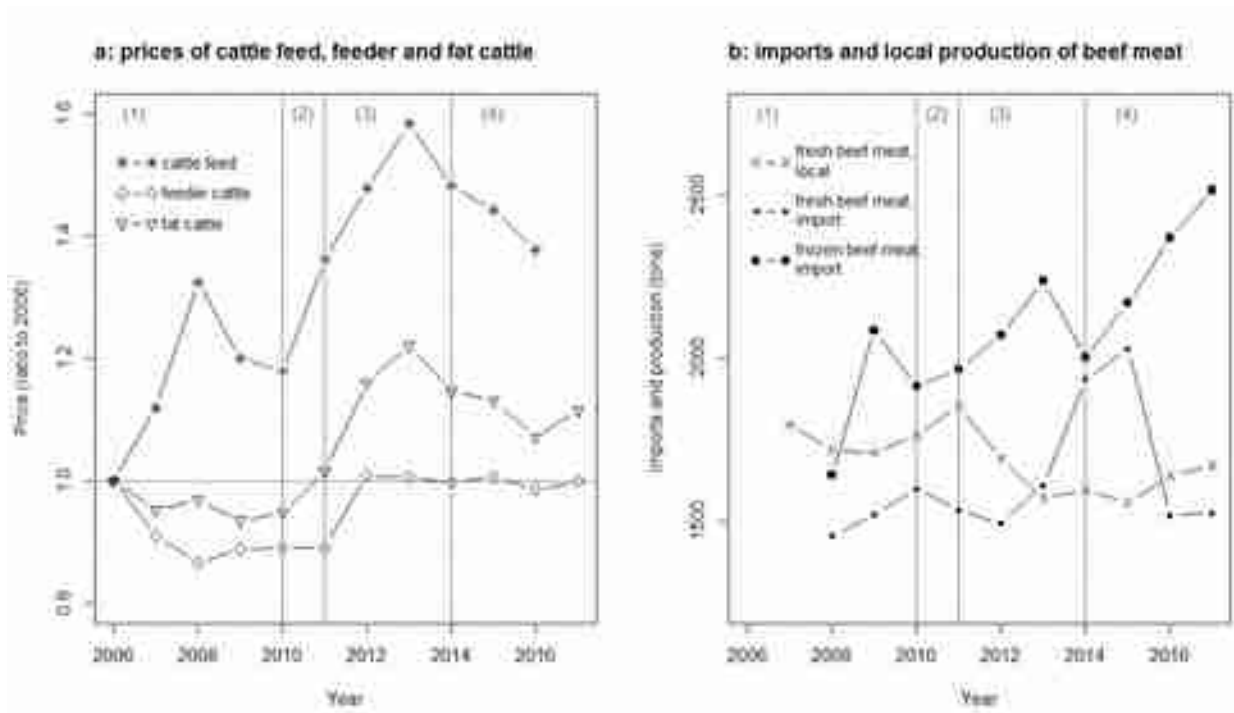 a: prices of cattle feed, feeder and fat cattle
(1)
(2)
(3)
(4)
cattle feed
feeder cattle
fat cattle
1.6
1.4
1.2
1.0
0.8
Price (ratio to 2006)
2006
2008
2010
2012
2014
2016
Year
b: imports and local production of beef meat
(1)
(2)
(3)
(4)
fresh beef meat,
local
fresh beef meat,
import
frozen beef meat,
import
2500
2000
1500
imports and production (tons)
2006
2008
2010
2012
2014
2016
Year